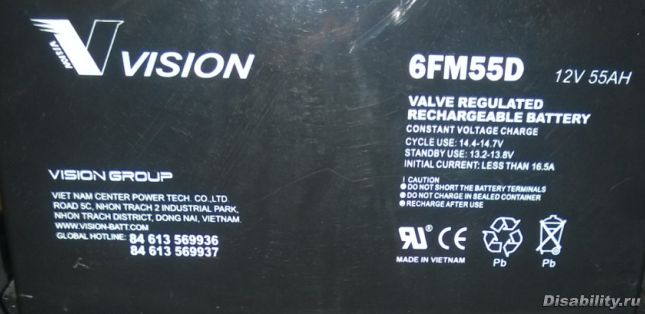 VISION
VISION GROUP
VIET NAM CENTER POWER TECH. CO.,LTD.
ROAD 5C, NHON TRACH 2 INDUSTRIAL PARK,
NHON TRACH DISTRICT, DONG NAI, VIETNAM.
WWW.VISION-BATT.COM
GLOBAL HOTLINE: 84 613 569936
84 613 569937
6FM55D 12V 55AH
VALVE REGULATED
RECHARGEABLE BATTERY
CONSTANT VOLTAGE CHARGE
CYCLE USE: 14.4-14.7V
STANDBY USE: 13.2-13.8V
INITIAL CURRENT: LESS THAN 16.5A
! CAUTION
● DO NOT SHORT THE BATTERY TERMINALS
● DO NOT CHARGE IN SEALED CONTAINER
● RECHARGE AFTER USE
RU CE Pb Pb
MADE IN VIETNAM
Disability.ru